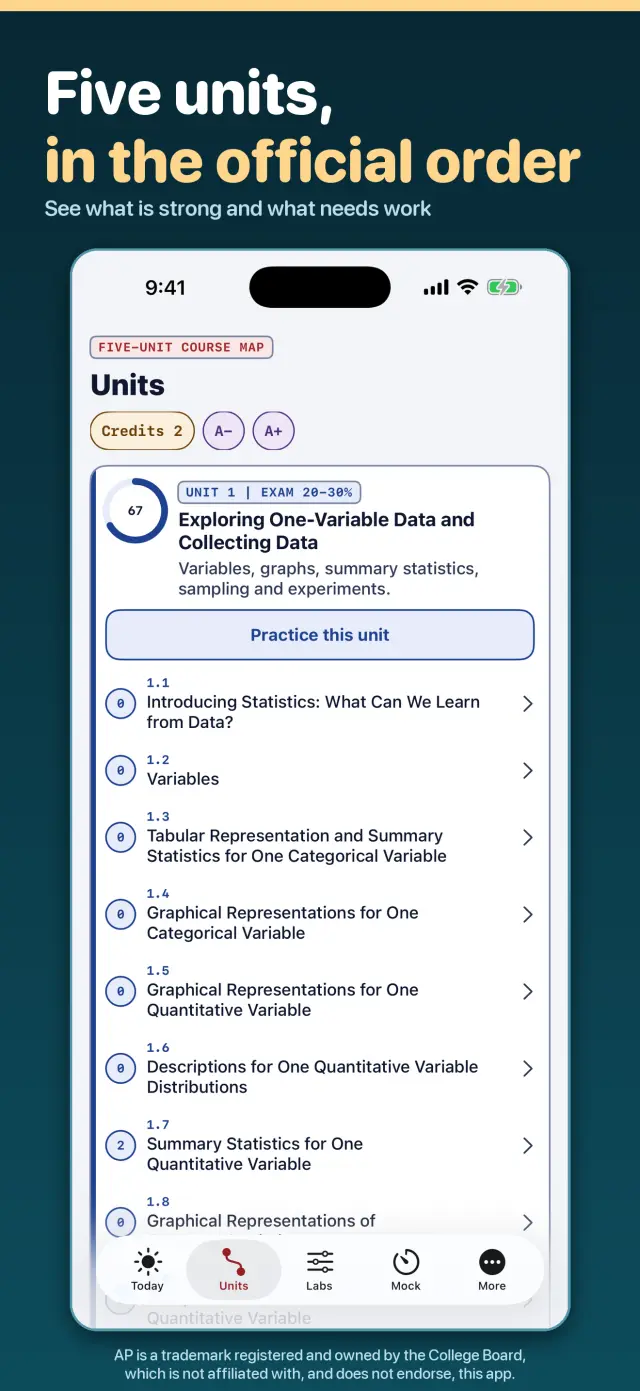 Five units,
in the official order
See what is strong and what needs work
9:41
FIVE-UNIT COURSE MAP
Units
Credits 2
A-
A+
67
UNIT 1 | EXAM 20-30%
Exploring One-Variable Data and
Collecting Data
Variables, graphs, summary statistics,
sampling and experiments.
Practice this unit
1.1
0
Introducing Statistics: What Can We Learn
from Data?
1.2
0
Variables
1.3
0
Tabular Representation and Summary
Statistics for One Categorical Variable
1.4
0
Graphical Representations for One
Categorical Variable
1.5
0
Graphical Representations for One
Quantitative Variable
1.6
0
Descriptions for One Quantitative Variable
Distributions
1.7
2
Summary Statistics for One
Quantitative Variable
1.8
0
Graphical Representations of
Today
Units
Labs
Mock
More
Quantitative Variable
AP is a trademark registered and owned by the College Board,
which is not affiliated with, and does not endorse, this app.